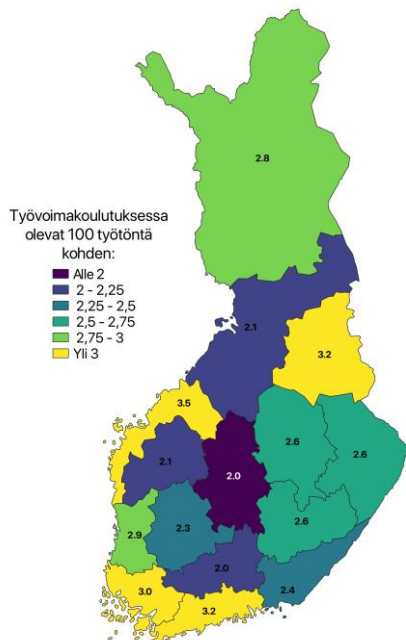 2.8
Työvoimakoulutuksessa
olevat 100 työtöntä
kohden:
Alle 2
2 - 2,25
2,25 - 2,5
2,5 - 2,75
2,75 - 3
Yli 3
2.1
3.2
3.5
2.6
2.6
2.1
2.0
2.6
2.9
2.3
2.0
2.4
3.0
3.2